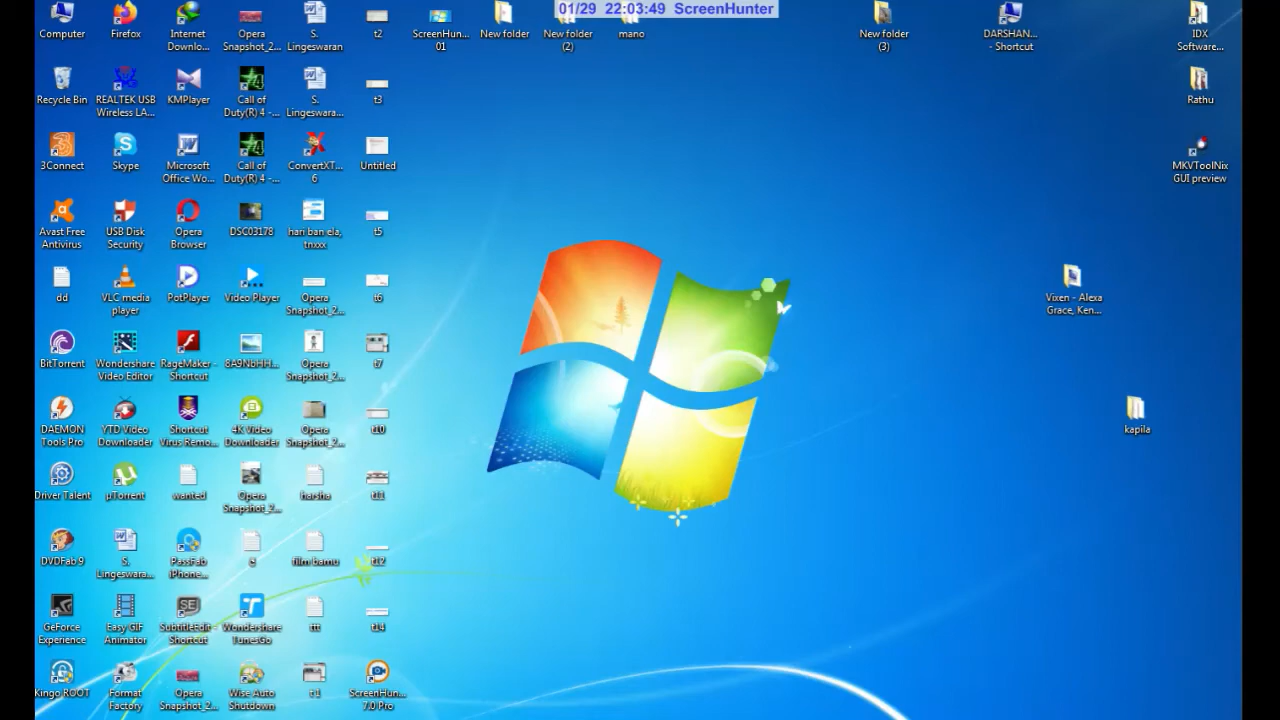 01/29 22:03:49 ScreenHunter
Computer
Firefox
Internet
Downlo...
Opera
Snapshot_2...
S.
Lingeswaran
t2
ScreenHun...
01
New folder
New folder
(2)
mano
New folder
(3)
DARSHAN...
- Shortcut
IDX
Software...
Recycle Bin
REALTEK USB
Wireless LA...
KMPlayer
Call of
Duty(R) 4 -...
S.
Lingeswara...
t3
Rathu
3Connect
Skype
Microsoft
Office Wo...
Call of
Duty(R) 4 -...
ConvertXT...
6
Untitled
MKVToolNix
GUI preview
Avast Free
Antivirus
USB Disk
Security
Opera
Browser
DSC03178
hari ban ela,
tnxxx
t5
dd
VLC media
player
PotPlayer
Video Player
Opera
Snapshot_2...
t6
Vixen - Alexa
Grace, Ken...
BitTorrent
Wondershare
Video Editor
RageMaker -
Shortcut
8A9NbHH...
Opera
Snapshot_2...
t7
DAEMON
Tools Pro
YTD Video
Downloader
Shortcut
Virus Remo...
4K Video
Downloader
Opera
Snapshot_2...
t10
kapila
Driver Talent
µTorrent
wanted
Opera
Snapshot_2...
harsha
t11
DVDFab 9
S.
Lingeswara...
PassFab
iPhone...
film bamu
t12
GeForce
Experience
Easy GIF
Animator
SE
SubtitleEdit -
Shortcut
Wondershare
TunesGo
ttt
t14
Kingo ROOT
Format
Factory
Opera
Snapshot_2...
Wise Auto
Shutdown
t1
ScreenHun...
7.0 Pro